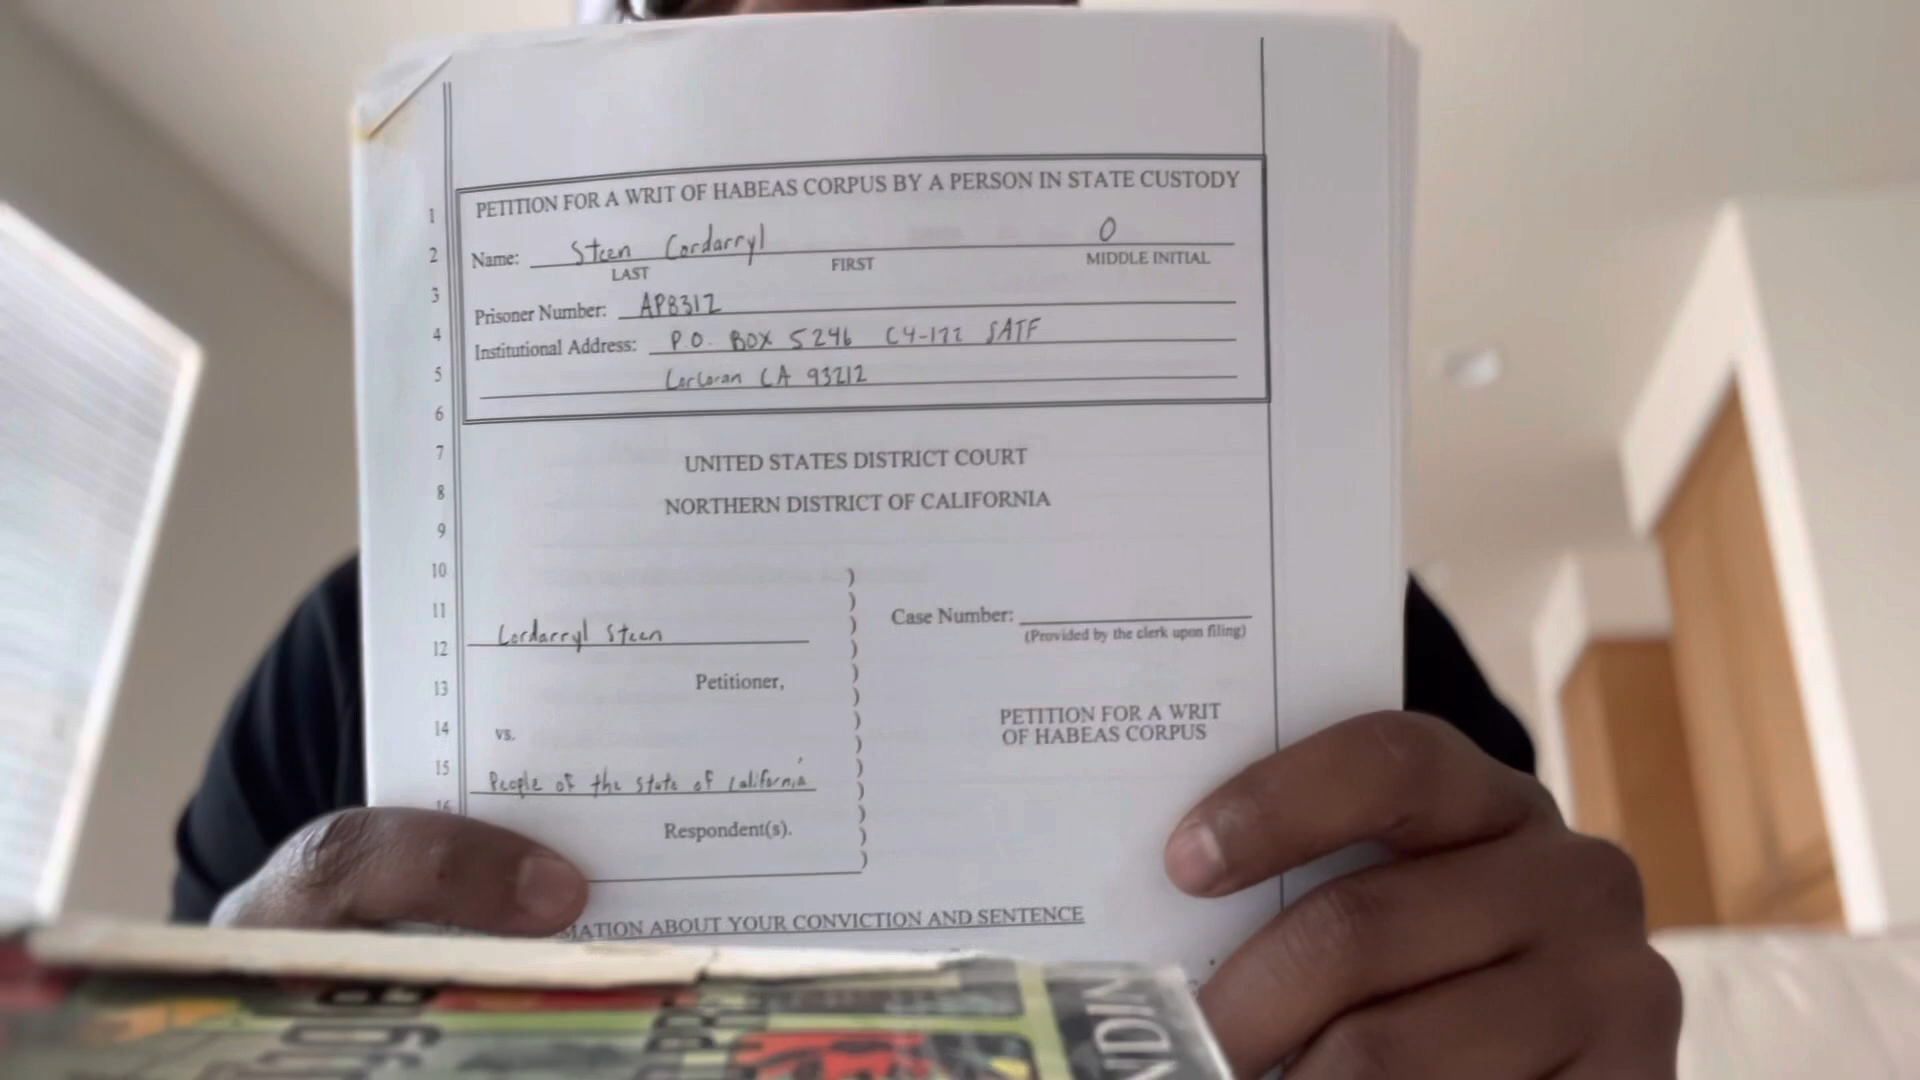 PETITION FOR A WRIT OF HABEAS CORPUS BY A PERSON IN STATE CUSTODY
1
2 Name: Steen Cordarryl O
LAST FIRST MIDDLE INITIAL
3 Prisoner Number: AP8312
4 Institutional Address: P.O. BOX 5246 C4-122 SATF
5 Corcoran CA 93212
6
7 UNITED STATES DISTRICT COURT
8 NORTHERN DISTRICT OF CALIFORNIA
9
10 )
11 Cordarryl Steen ) Case Number:
12 ) (Provided by the clerk upon filing)
13 Petitioner, )
14 vs. ) PETITION FOR A WRIT
OF HABEAS CORPUS
15 People of the state of California )
16
Respondent(s). )
MATION ABOUT YOUR CONVICTION AND SENTENCE